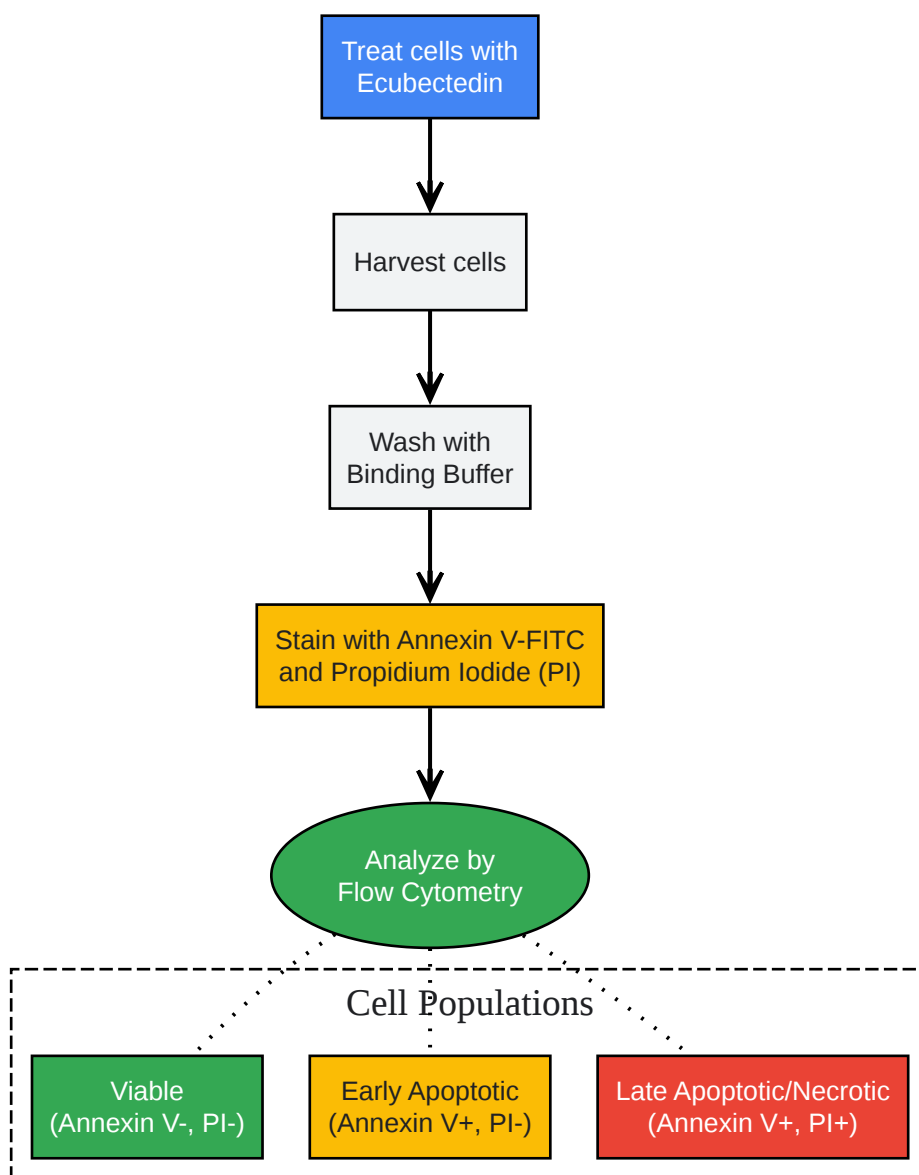 Treat cells with
Ecubectedin
Harvest cells
Wash with
Binding Buffer
Stain with Annexin V-FITC
and Propidium Iodide (PI)
Analyze by
Flow Cytometry
Cell Populations
Viable
(Annexin V-, PI-)
Early Apoptotic
(Annexin V+, PI-)
Late Apoptotic/Necrotic
(Annexin V+, PI+)